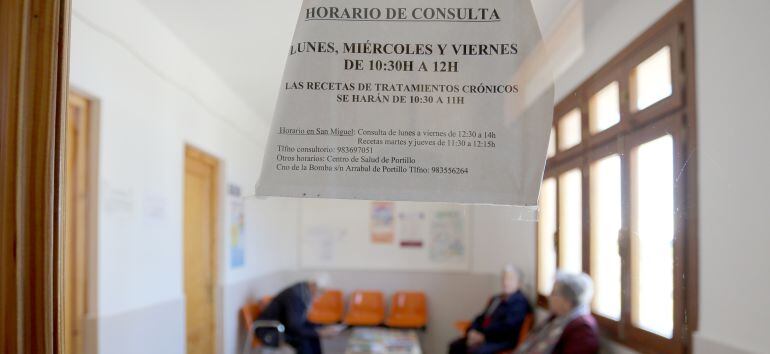 HORARIO DE CONSULTA
LUNES, MIÉRCOLES Y VIERNES
DE 10:30H A 12H
LAS RECETAS DE TRATAMIENTOS CRÓNICOS
SE HARÁN DE 10:30 A 11H
Horario en San Miguel: Consulta de lunes a viernes de 12:30 a 14h
Recetas martes y jueves de 11:30 a 12:15h
Tlfno consultorio: 983697051
Otros horarios: Centro de Salud de Portillo
Cno de la Bomba s/n Arrabal de Portillo Tlfno: 983556264